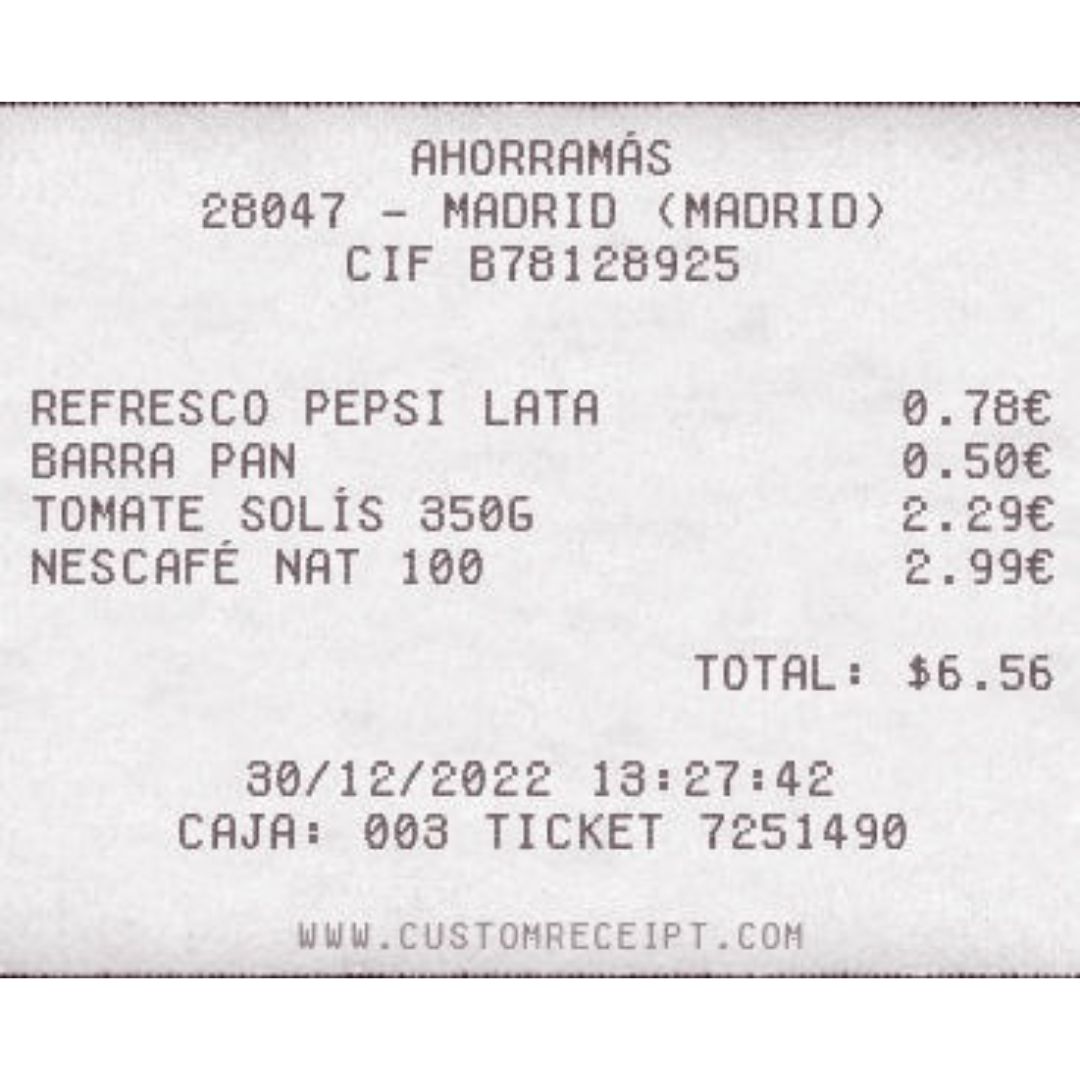 AHORRAMÁS
28047 - MADRID (MADRID)
CIF B78128925
REFRESCO PEPSI LATA 0.78€
BARRA PAN 0.50€
TOMATE SOLÍS 350G 2.29€
NESCAFÉ NAT 100 2.99€
TOTAL: $6.56
30/12/2022 13:27:42
CAJA: 003 TICKET 7251490
WWW.CUSTOMRECEIPT.COM